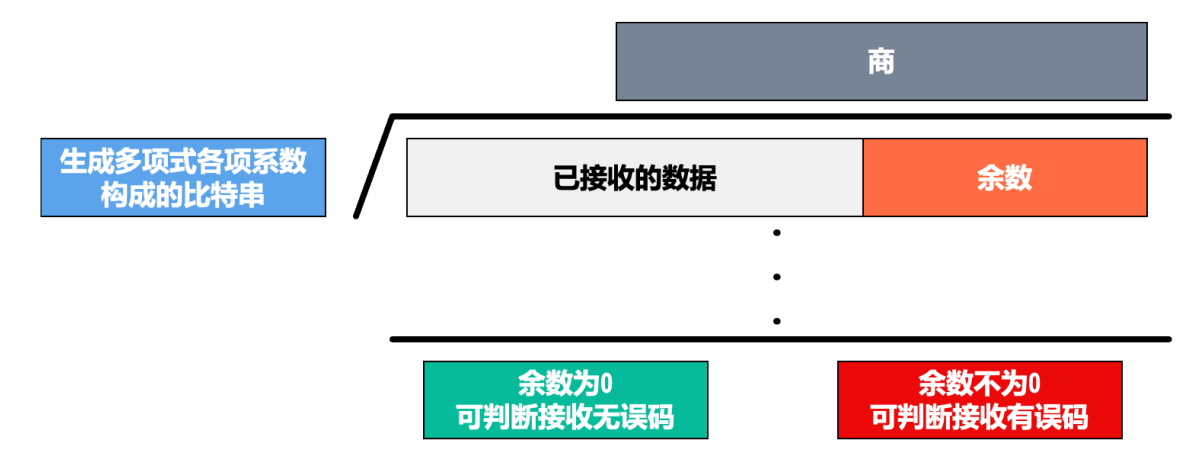 商
生成多项式各项系数
构成的比特串
已接收的数据
余数
余数为0
可判断接收无误码
余数不为0
可判断接收有误码